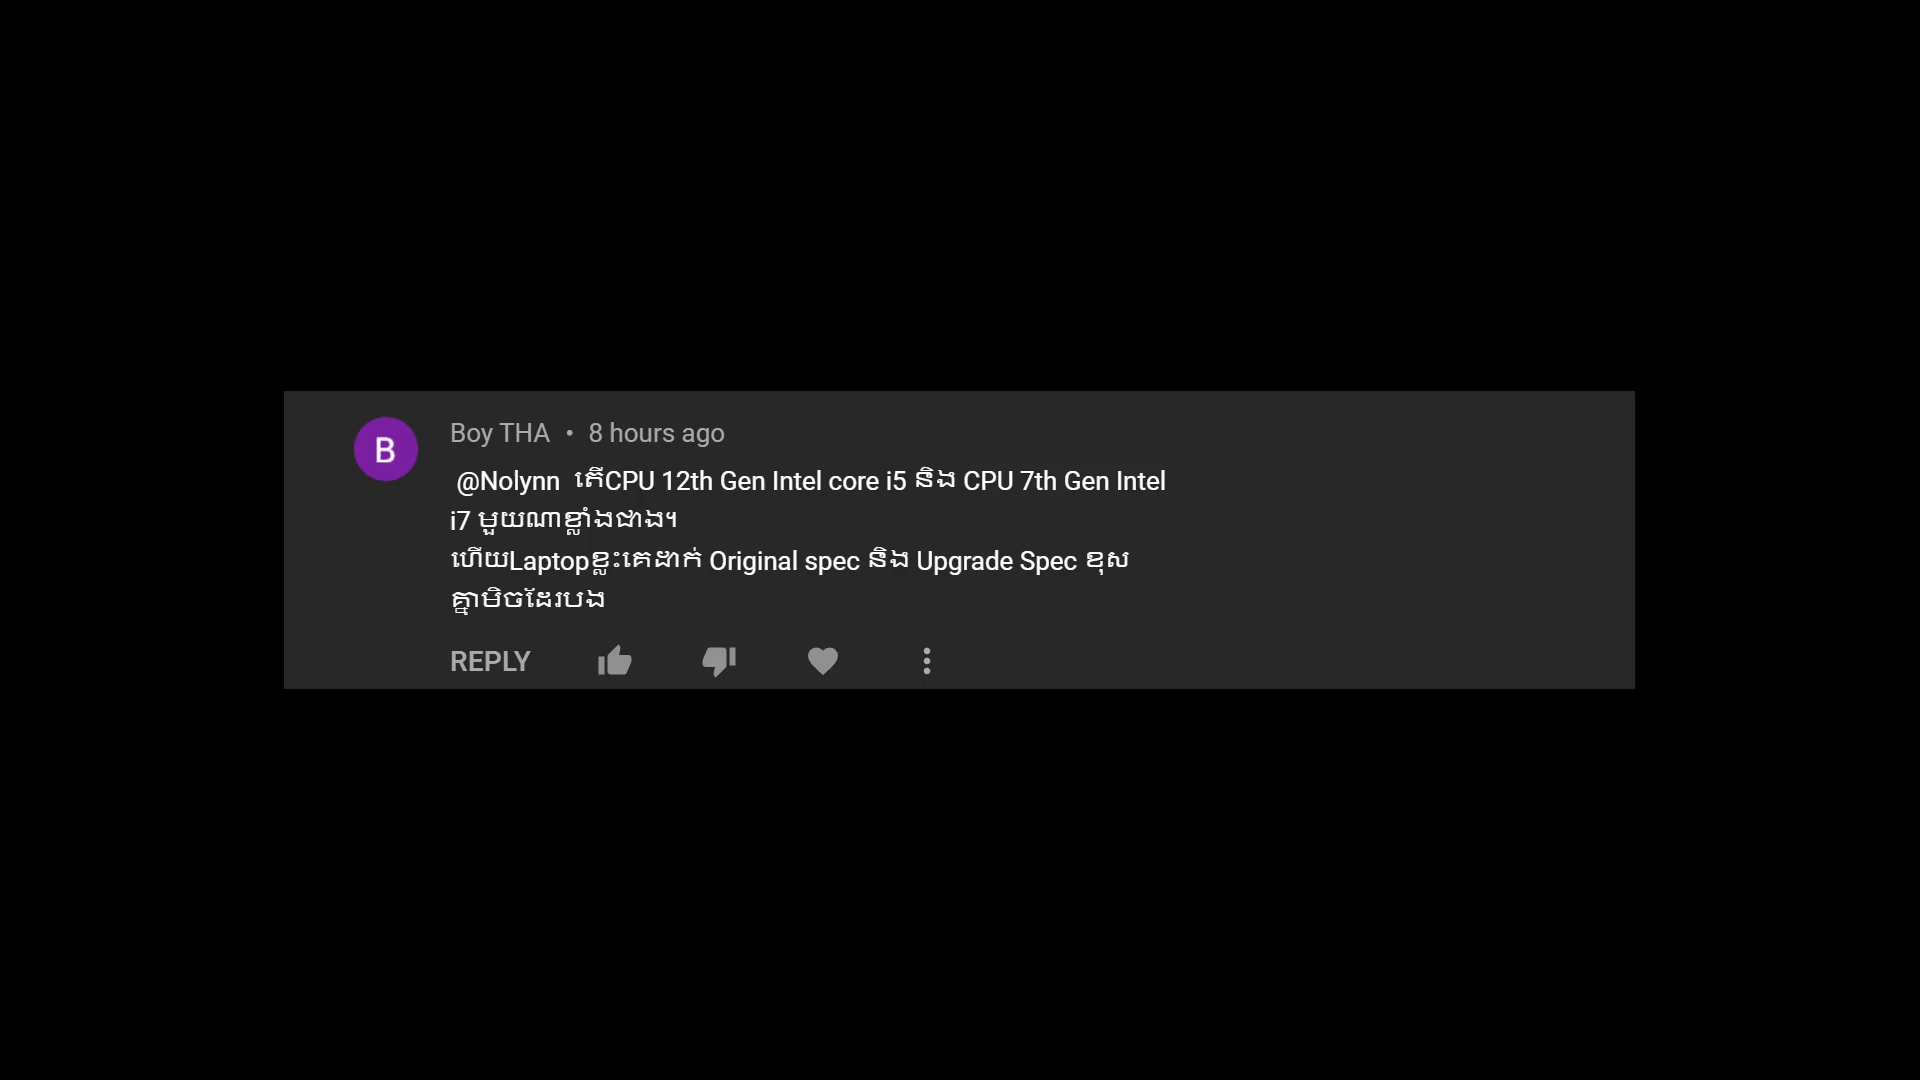 B
Boy THA • 8 hours ago
@Nolynn តើCPU 12th Gen Intel core i5 និង CPU 7th Gen Intel
i7 មួយណាខ្លាំងជាង។
ហើយLaptopខ្លះគេដាក់ Original spec និង Upgrade Spec ខុស
គ្នាមិចដែរបង
REPLY